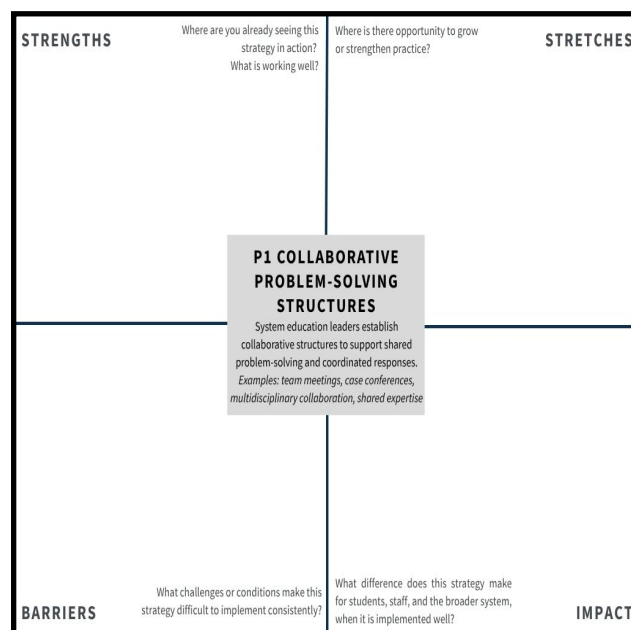 STRENGTHS
Where are you already seeing this
strategy in action?
What is working well?
Where is there opportunity to grow
or strengthen practice?
STRETCHES
P1 COLLABORATIVE
PROBLEM-SOLVING
STRUCTURES
System education leaders establish
collaborative structures to support shared
problem-solving and coordinated responses.
Examples: team meetings, case conferences,
multidisciplinary collaboration, shared expertise
BARRIERS
What challenges or conditions make this
strategy difficult to implement consistently?
What difference does this strategy make
for students, staff, and the broader system,
when it is implemented well?
IMPACT